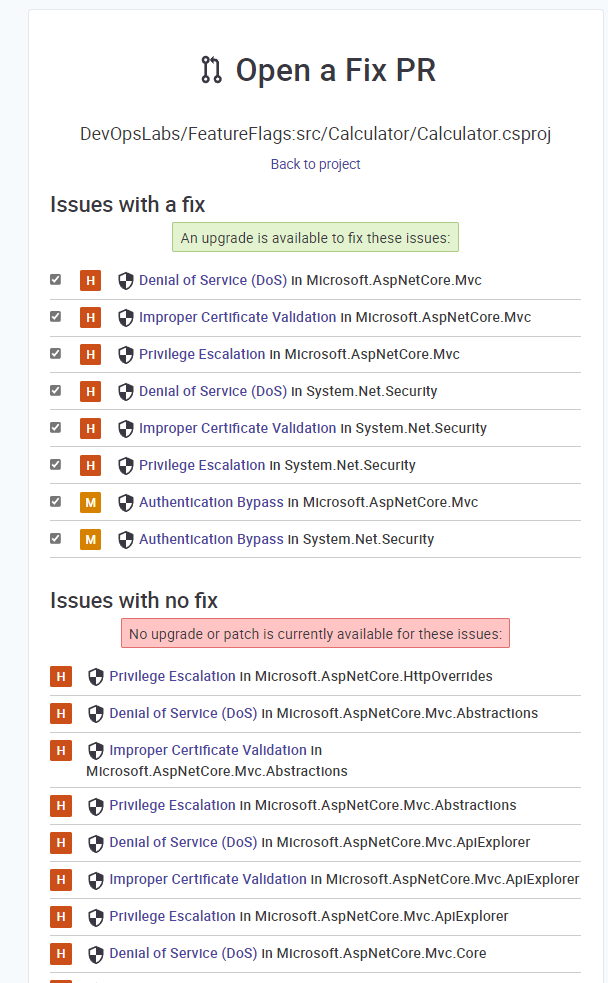 Open a Fix PR
DevOpsLabs/FeatureFlags:src/Calculator/Calculator.csproj
Back to project
Issues with a fix
An upgrade is available to fix these issues:
H Denial of Service (DoS) in Microsoft.AspNetCore.Mvc
H Improper Certificate Validation in Microsoft.AspNetCore.Mvc
H Privilege Escalation in Microsoft.AspNetCore.Mvc
H Denial of Service (DoS) in System.Net.Security
H Improper Certificate Validation in System.Net.Security
H Privilege Escalation in System.Net.Security
M Authentication Bypass in Microsoft.AspNetCore.Mvc
M Authentication Bypass in System.Net.Security
Issues with no fix
No upgrade or patch is currently available for these issues:
H Privilege Escalation in Microsoft.AspNetCore.HttpOverrides
H Denial of Service (DoS) in Microsoft.AspNetCore.Mvc.Abstractions
H Improper Certificate Validation in
Microsoft.AspNetCore.Mvc.Abstractions
H Privilege Escalation in Microsoft.AspNetCore.Mvc.Abstractions
H Denial of Service (DoS) in Microsoft.AspNetCore.Mvc.ApiExplorer
H Improper Certificate Validation in Microsoft.AspNetCore.Mvc.ApiExplorer
H Privilege Escalation in Microsoft.AspNetCore.Mvc.ApiExplorer
H Denial of Service (DoS) in Microsoft.AspNetCore.Mvc.Core